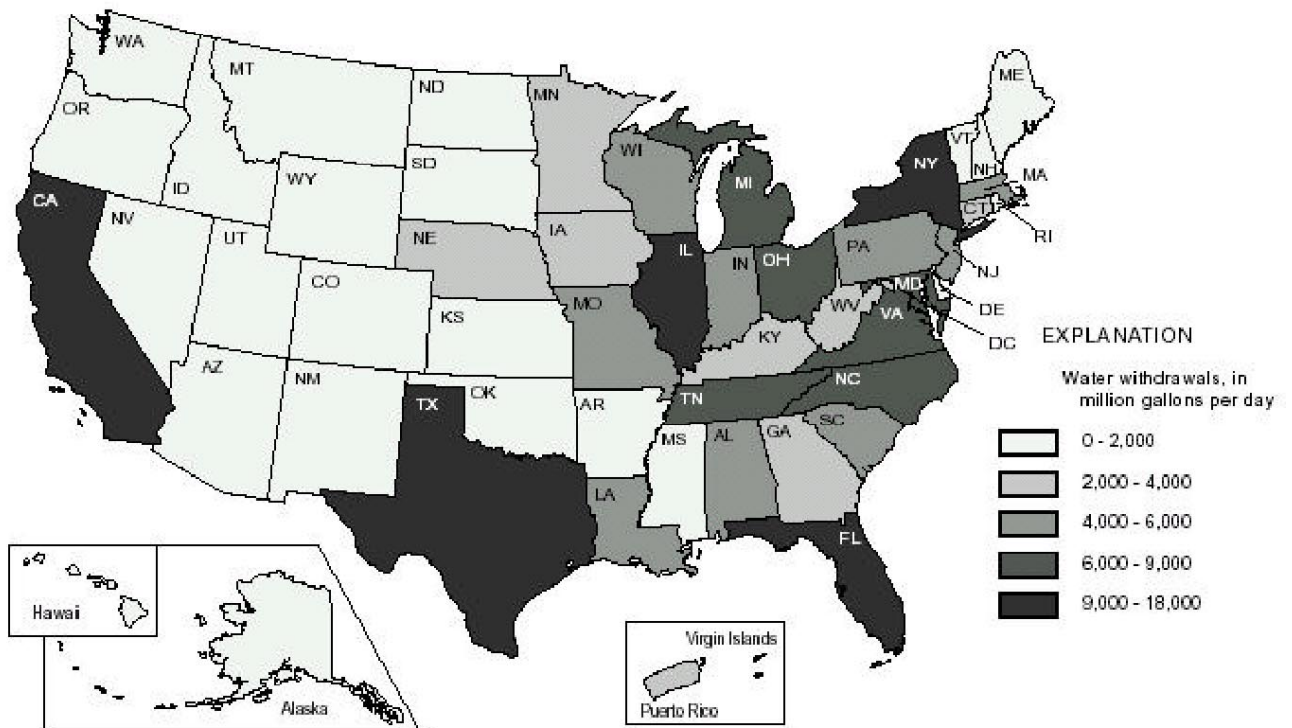 WA
MT
ND
MN
ME
OR
ID
SD
WI
MI
VT
NH
NY
MA
WY
CA
NV
UT
NE
IA
CT
RI
IL
IN
OH
PA
NJ
CO
KS
MO
WV
MD
VA
DE
DC
KY
AZ
NM
OK
AR
TN
NC
TX
MS
AL
GA
SC
LA
FL
EXPLANATION
Water withdrawals, in
million gallons per day
0 - 2,000
2,000 - 4,000
4,000 - 6,000
6,000 - 9,000
9,000 - 18,000
Hawaii
Alaska
Virgin Islands
Puerto Rico